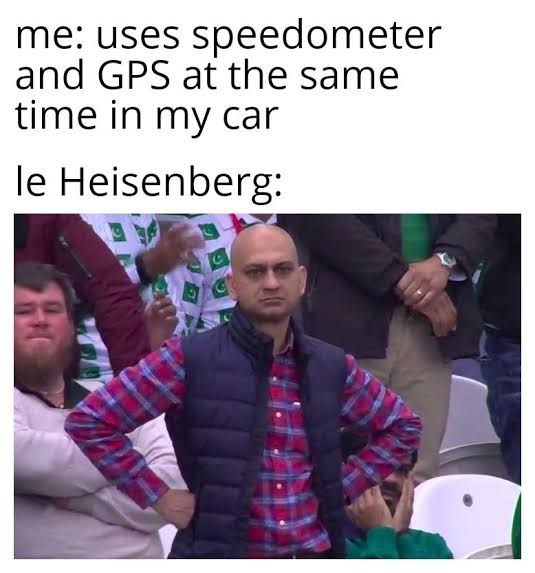 me: uses speedometer
and GPS at the same
time in my car
le Heisenberg: